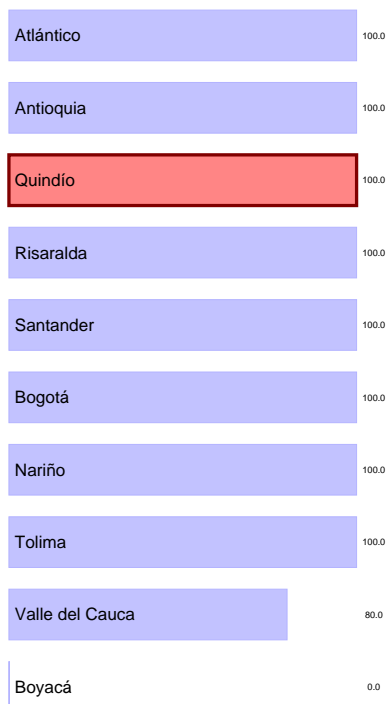 Atlántico 100.0
Antioquia 100.0
Quindío 100.0
Risaralda 100.0
Santander 100.0
Bogotá 100.0
Nariño 100.0
Tolima 100.0
Valle del Cauca 80.0
Boyacá 0.0